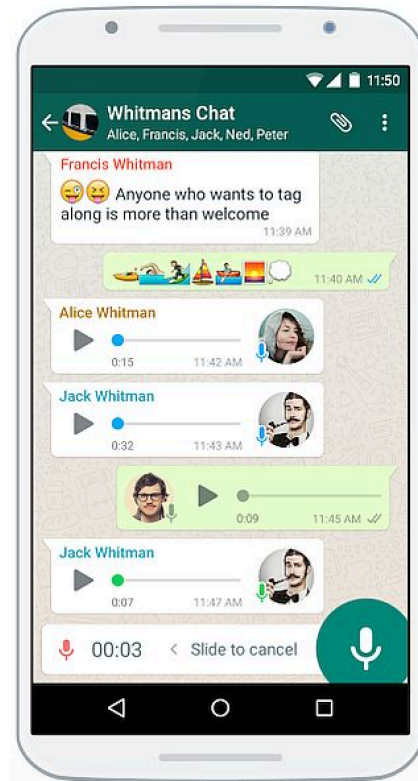 11:50
Whitmans Chat
Alice, Francis, Jack, Ned, Peter
Francis Whitman
😜😆 Anyone who wants to tag
along is more than welcome
11:39 AM
11:40 AM
Alice Whitman
0:15 11:42 AM
Jack Whitman
0:32 11:43 AM
0:09 11:45 AM
Jack Whitman
0:07 11:47 AM
00:03 < Slide to cancel